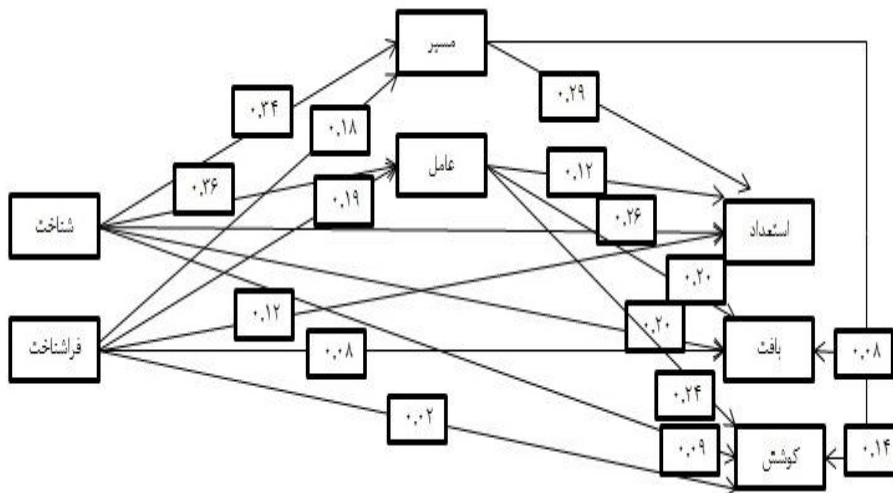 مسیر
۰,۲۹
۰,۳۴
۰,۱۸
عامل
۰,۱۲
۰,۳۶
۰,۱۹
شناخت
۰,۲۶
استعداد
۰,۲۰
۰,۱۲
۰,۲۰
فراشناخت
۰,۰۸
بافت
۰,۰۸
۰,۲۴
۰,۰۲
۰,۰۹
کوشش
۰,۱۴